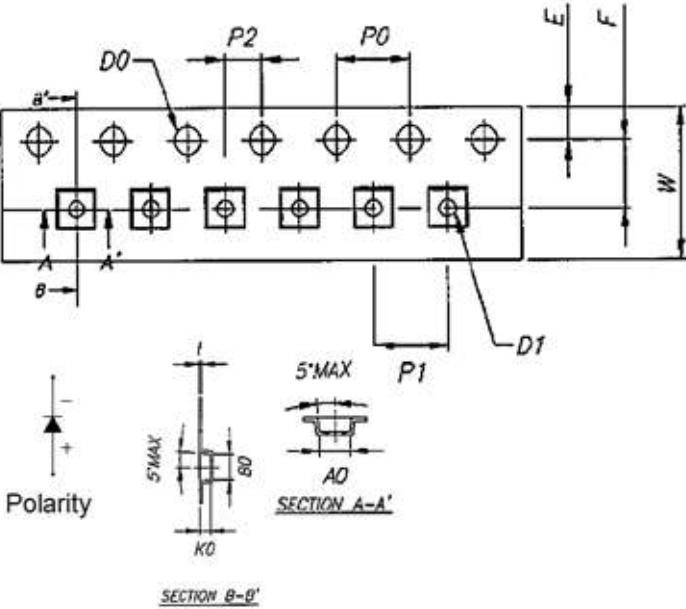 E
F
P2
P0
D0
B'
W
A
A'
B
D1
P1
t
5°MAX
5°MAX
B0
A0
SECTION A-A'
K0
SECTION B-B'
−
+
Polarity